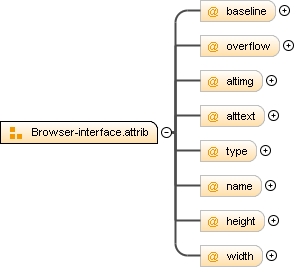 @ baseline
@ overflow
@ altimg
@ alttext
Browser-interface.attrib
@ type
@ name
@ height
@ width